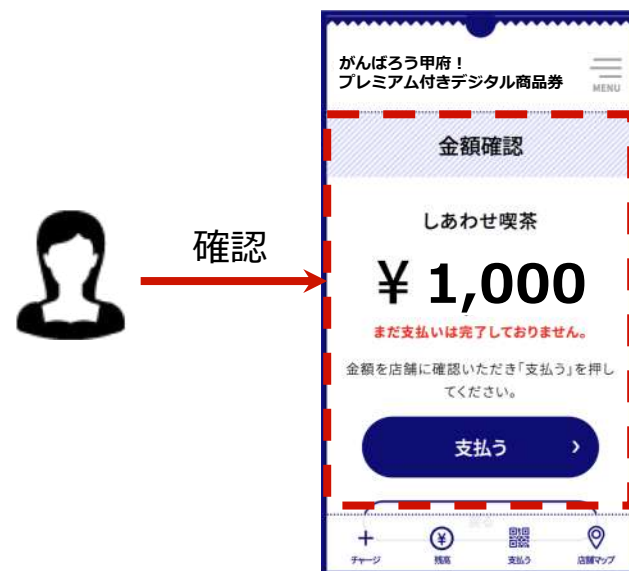 がんばろう甲府！
プレミアム付きデジタル商品券
MENU
金額確認
しあわせ喫茶
確認
¥ 1,000
まだ支払いは完了しておりません。
金額を店舗に確認いただき「支払う」を押し
てください。
支払う
チャージ
残高
支払う
店舗マップ